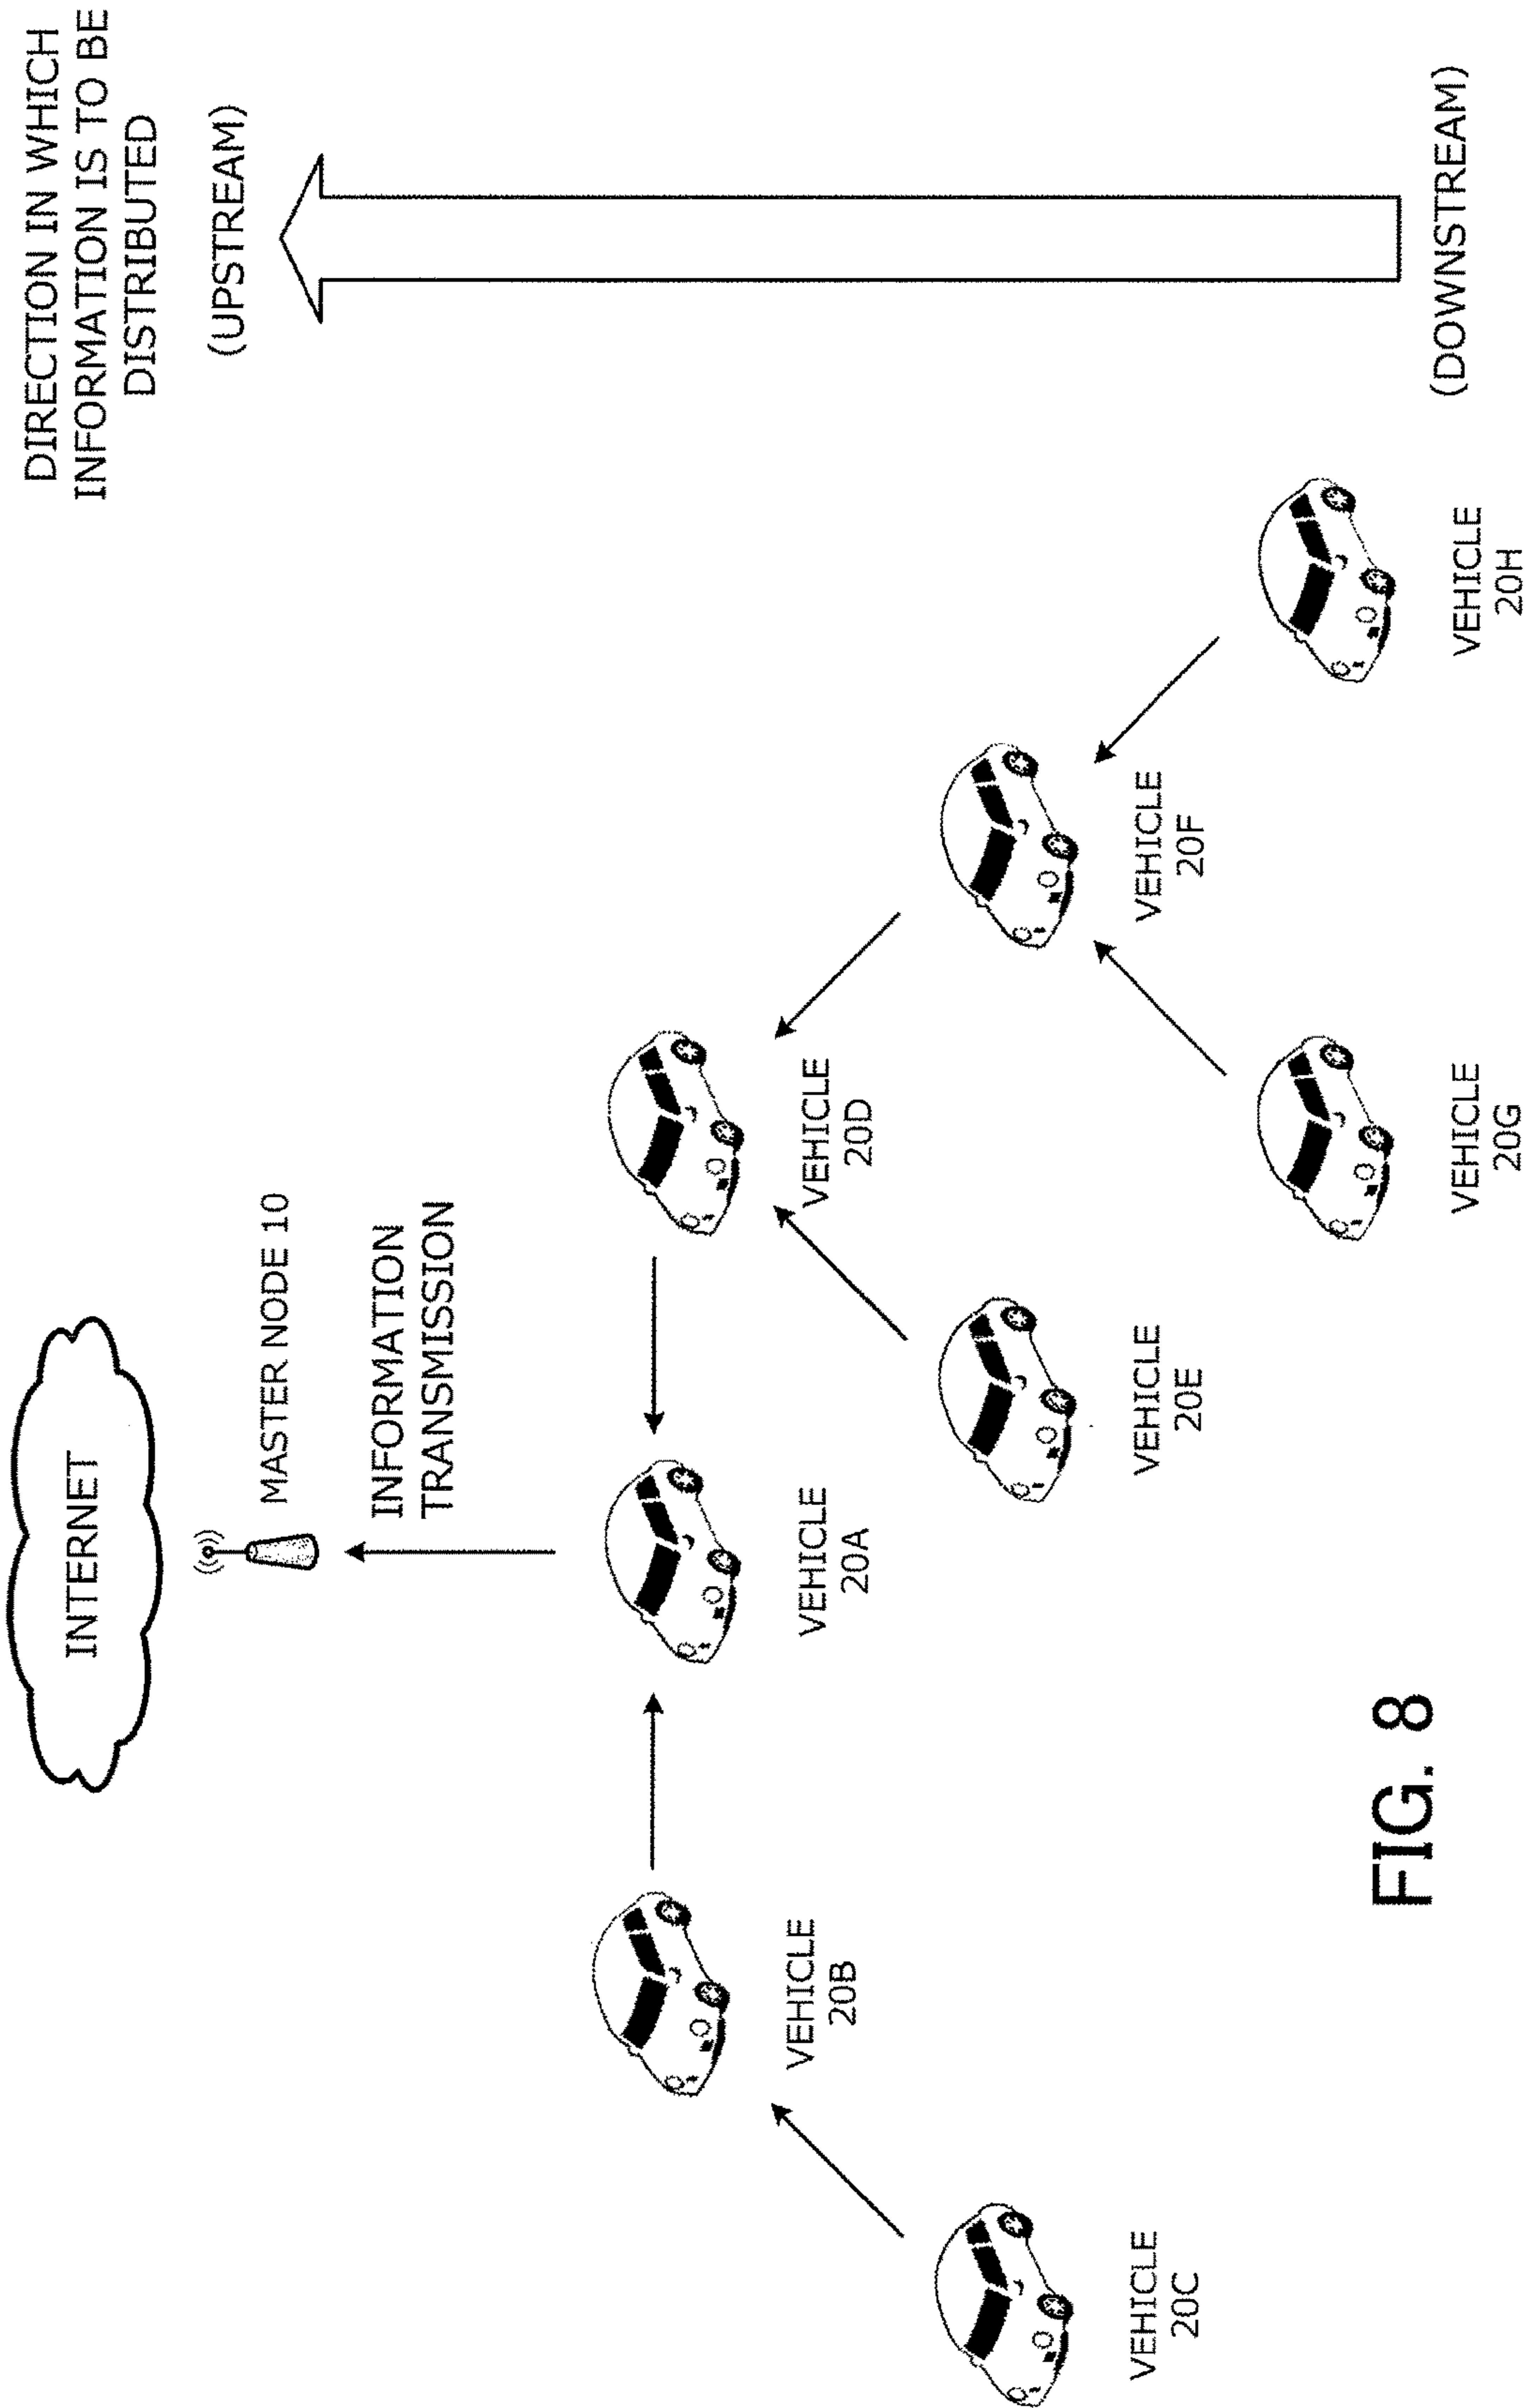 DIRECTION IN WHICH
INFORMATION IS TO BE
DISTRIBUTED
(UPSTREAM)
(DOWNSTREAM)
INTERNET
MASTER NODE 10
INFORMATION
TRANSMISSION
VEHICLE
20B
VEHICLE
20A
VEHICLE
20D
VEHICLE
20C
VEHICLE
20E
VEHICLE
20F
VEHICLE
20G
VEHICLE
20H
FIG. 8